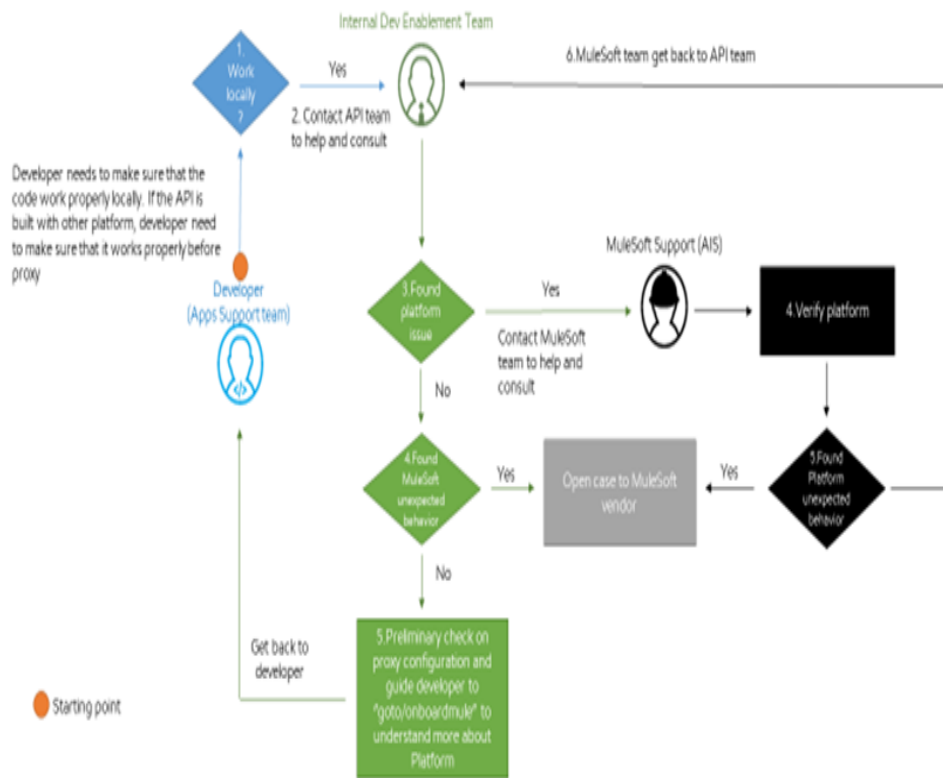 Internal Dev Enablement Team
1.
Work
locally
?
Yes
2. Contact API team
to help and consult
6.MuleSoft team get back to API team
Developer needs to make sure that the
code work properly locally. If the API is
built with other platform, developer need
to make sure that it works properly before
proxy
Developer
(Apps Support team)
</>
3.Found
platform
issue
Yes
Contact MuleSoft
team to help and
consult
MuleSoft Support (AIS)
4.Verify platform
No
4.Found
MuleSoft
unexpected
behavior
Yes
Open case to MuleSoft
vendor
Yes
5.Found
Platform
unexpected
behavior
No
5.Preliminary check on
proxy configuration and
guide developer to
"goto/onboardmule" to
understand more about
Platform
Get back to
developer
Starting point